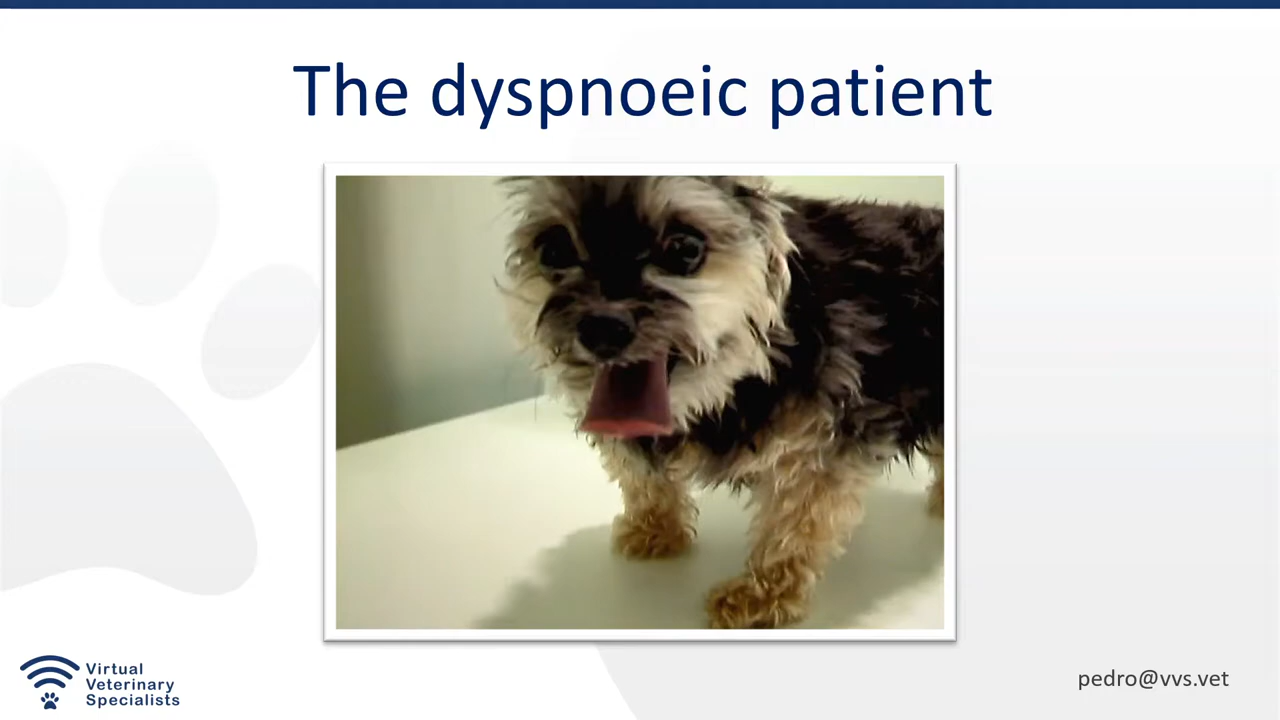 The dyspnoeic patient
Virtual
Veterinary
Specialists
pedro@vvs.vet